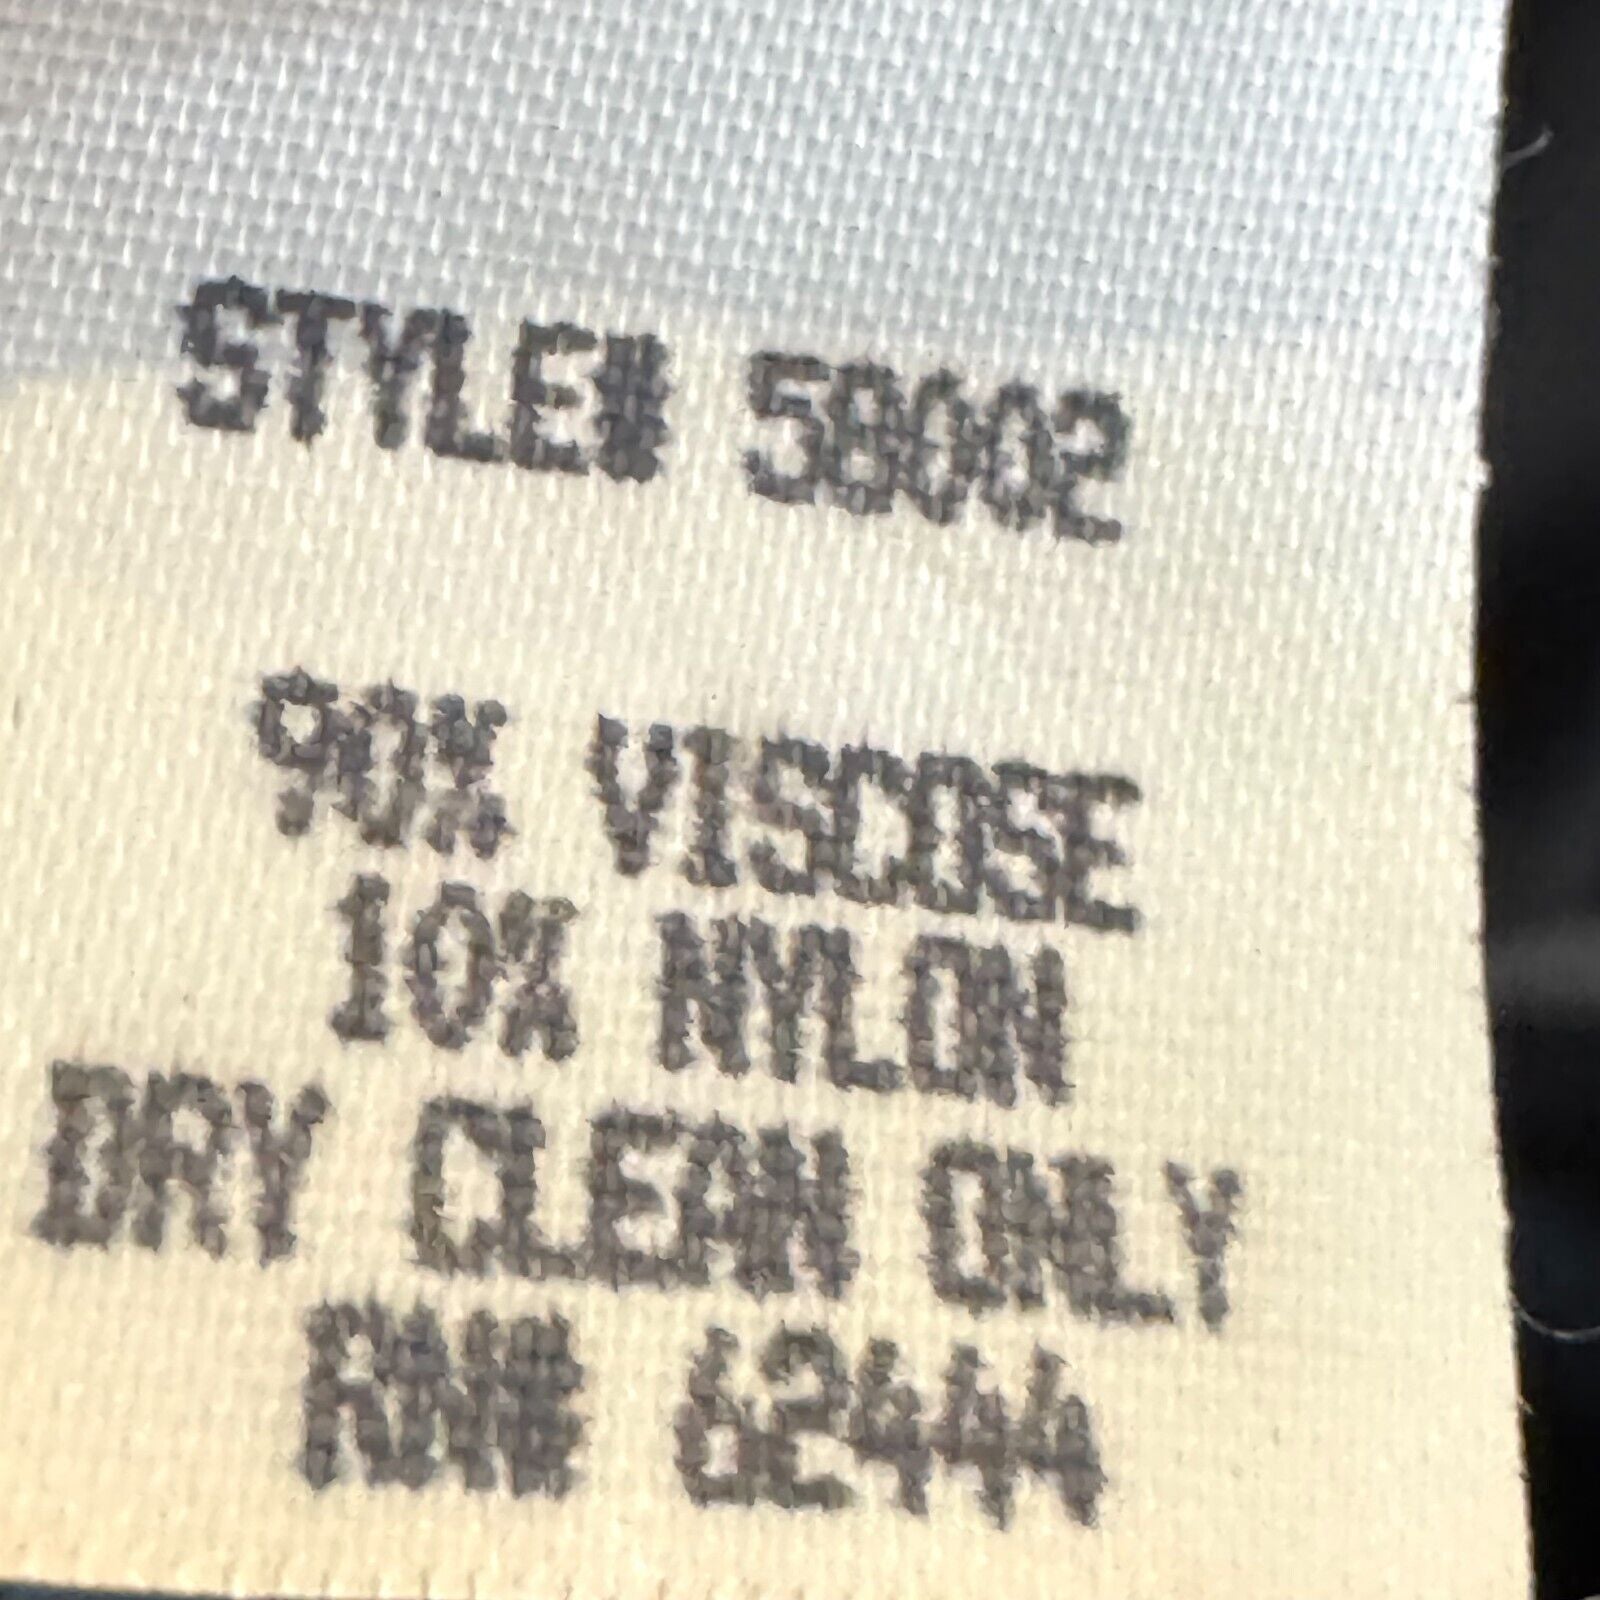 STYLE# 58002
90% VISCOSE
10% NYLON
DRY CLEAN ONLY
RN# 62444